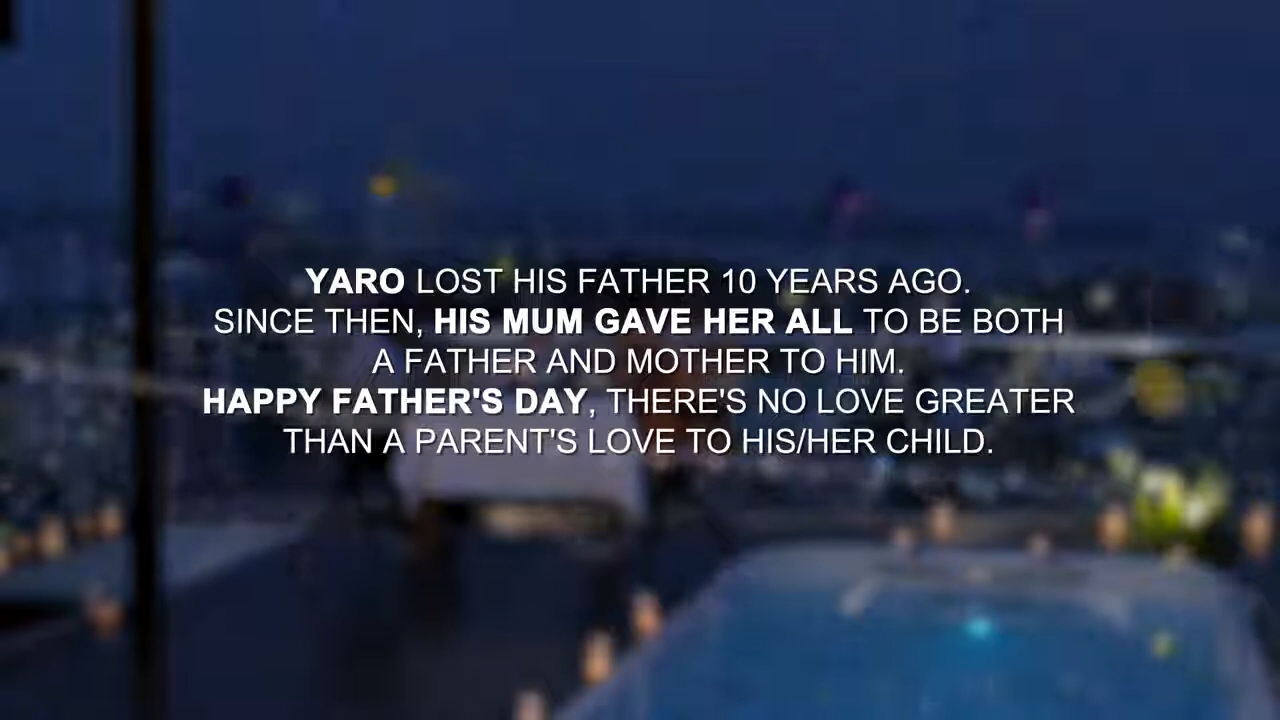 YARO LOST HIS FATHER 10 YEARS AGO.
SINCE THEN, HIS MUM GAVE HER ALL TO BE BOTH
A FATHER AND MOTHER TO HIM.
HAPPY FATHER'S DAY, THERE'S NO LOVE GREATER
THAN A PARENT'S LOVE TO HIS/HER CHILD.